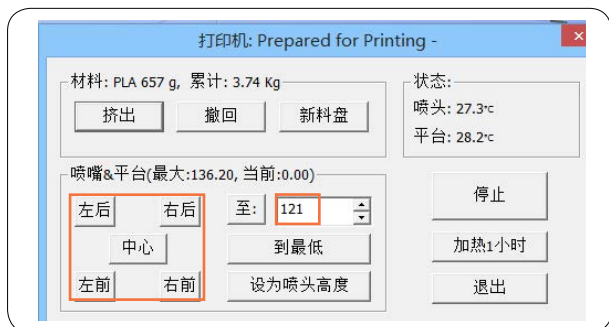 打印机: Prepared for Printing -
材料: PLA 657 g, 累计: 3.74 Kg
挤出 撤回 新料盘
状态:
喷头: 27.3℃
平台: 28.2℃
喷嘴&平台(最大:136.20, 当前:0.00)
左后 右后 至: 121
中心 到最低
左前 右前 设为喷头高度
停止
加热1小时
退出